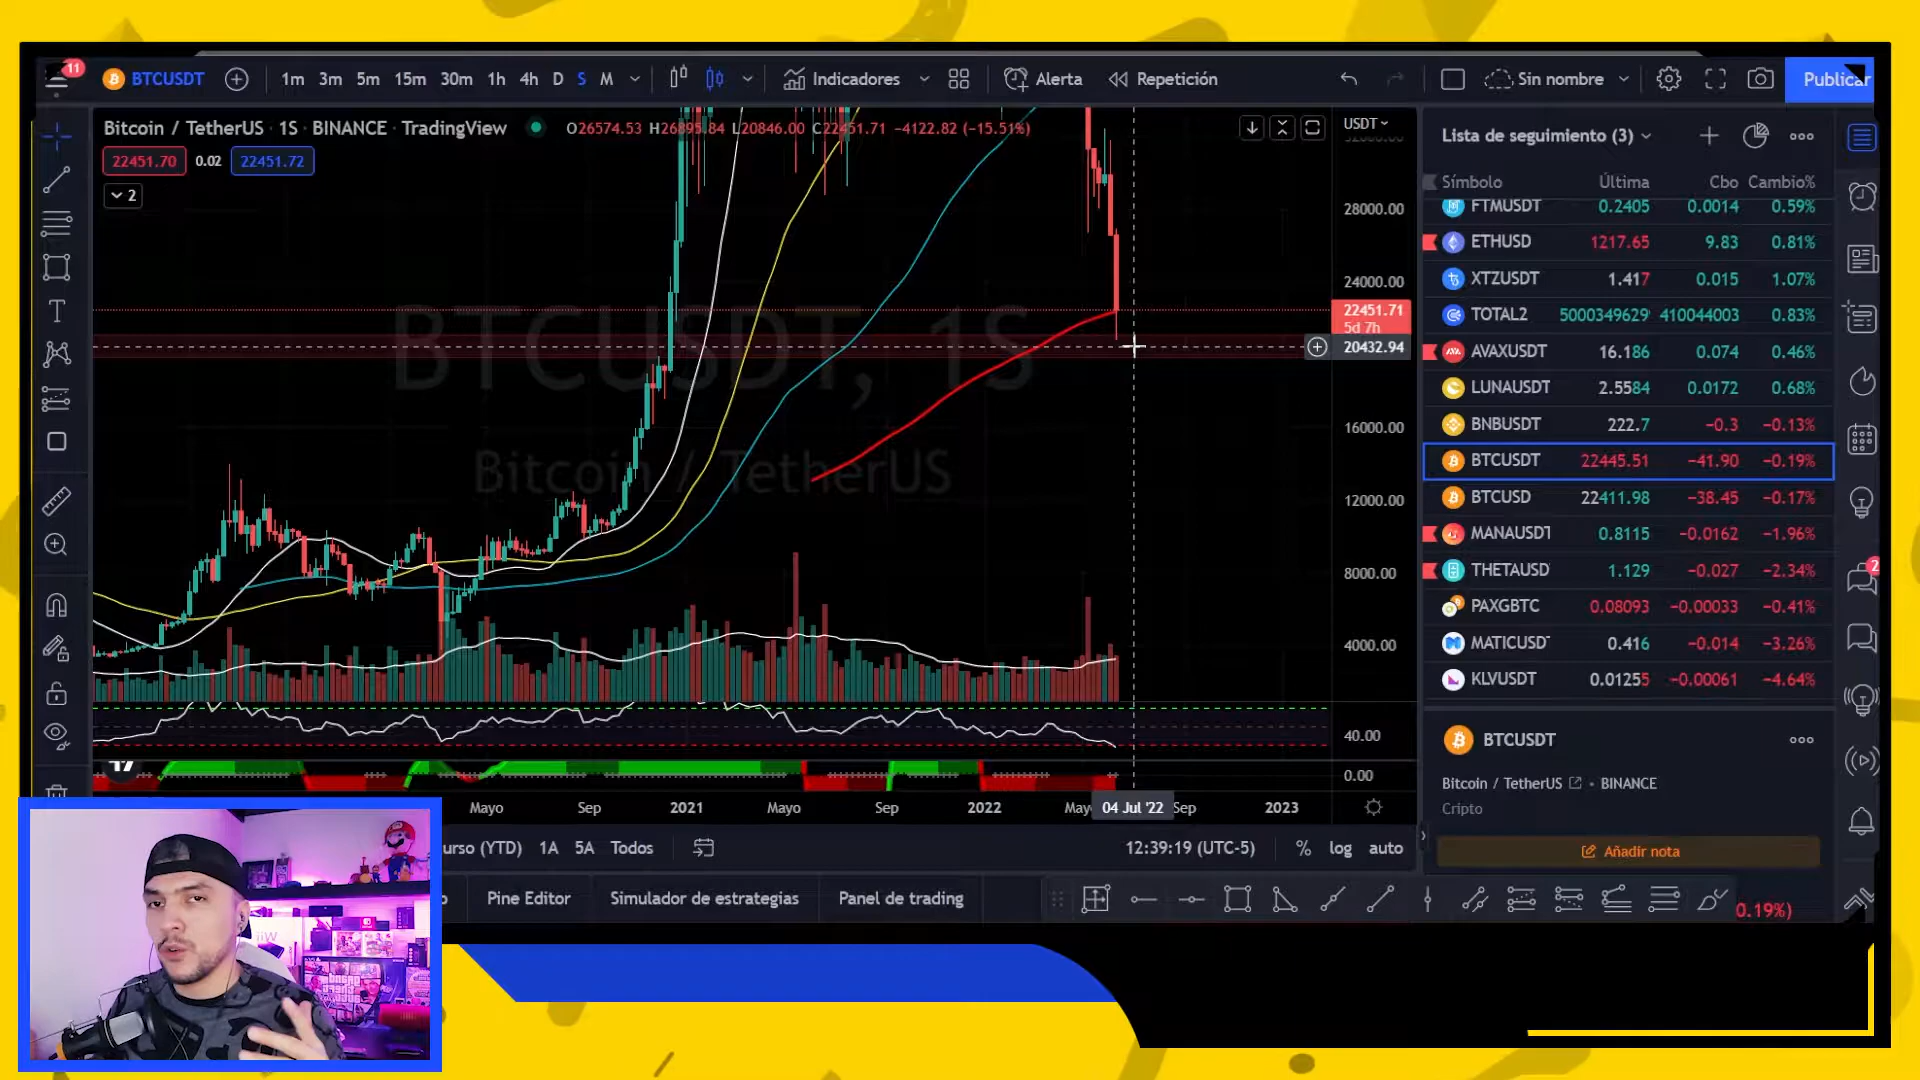 11
BTCUSDT
1m 3m 5m 15m 30m 1h 4h D S M
Indicadores
Alerta
Repetición
Sin nombre
Publicar
Bitcoin / TetherUS · 1S · BINANCE · TradingView
O26574.53 H26895.84 L20846.00 C22451.71 −4122.82 (−15.51%)
22451.70 0.02 22451.72
2
BTCUSDT, 1S
Bitcoin / TetherUS
USDT
28000.00
24000.00
22451.71
5d 7h
20432.94
16000.00
12000.00
8000.00
4000.00
40.00
0.00
Mayo Sep 2021 Mayo Sep 2022 May 04 Jul '22 Sep 2023
urso (YTD) 1A 5A Todos
12:39:19 (UTC-5) % log auto
Pine Editor Simulador de estrategias Panel de trading
Lista de seguimiento (3)
Símbolo Última Cbo Cambio%
FTMUSDT 0.2405 0.0014 0.59%
ETHUSD 1217.65 9.83 0.81%
XTZUSDT 1.417 0.015 1.07%
TOTAL2 5000349629 410044003 0.83%
AVAXUSDT 16.186 0.074 0.46%
LUNAUSDT 2.5584 0.0172 0.68%
BNBUSDT 222.7 −0.3 −0.13%
BTCUSDT 22445.51 −41.90 −0.19%
BTCUSD 22411.98 −38.45 −0.17%
MANAUSDT 0.8115 −0.0162 −1.96%
THETAUSD 1.129 −0.027 −2.34%
PAXGBTC 0.08093 −0.00033 −0.41%
MATICUSD 0.416 −0.014 −3.26%
KLVUSDT 0.01255 −0.00061 −4.64%
2
BTCUSDT
Bitcoin / TetherUS · BINANCE
Cripto
Añadir nota
0.19%)
Wii